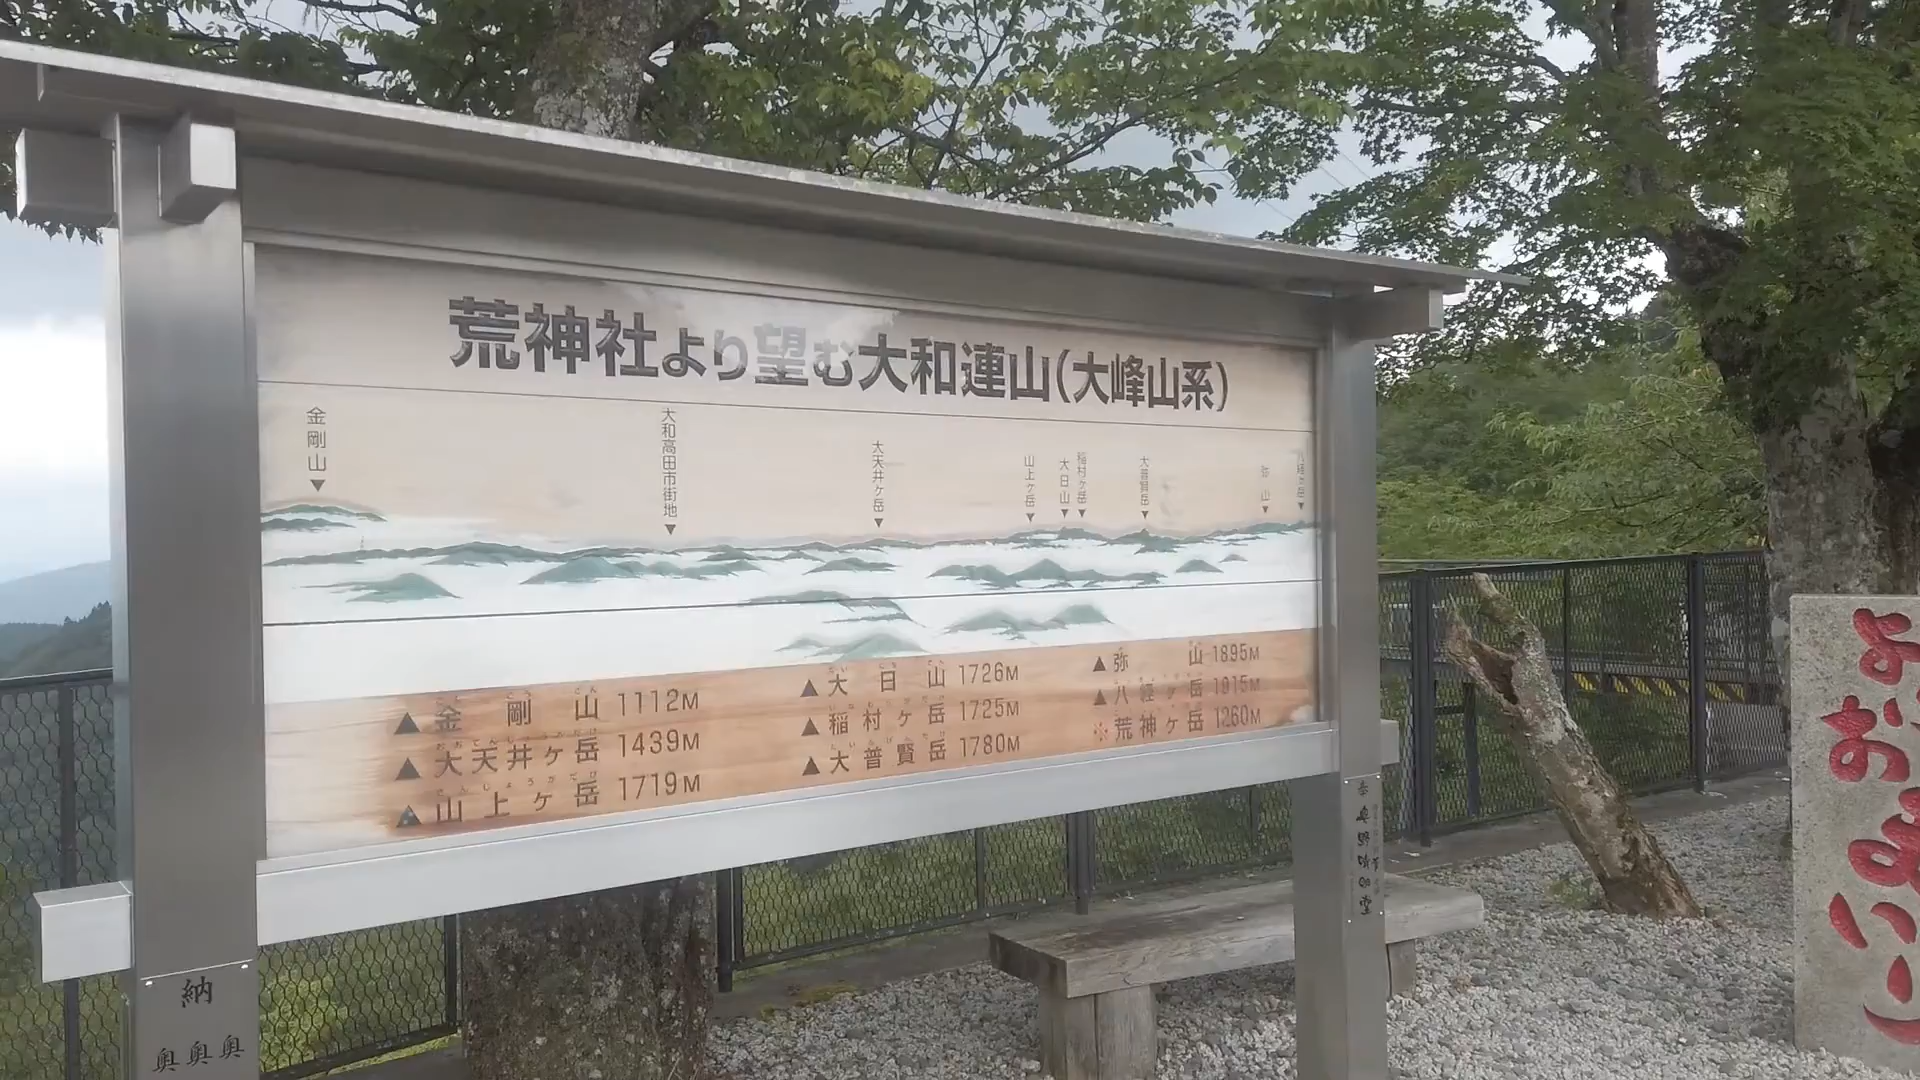 荒神社より望む大和連山(大峰山系)
金剛山
大和高田市街地
大天井ヶ岳
山上ヶ岳
大日山
稲村ヶ岳
大普賢岳
弥山
八経ヶ岳
▲金剛山 1112M
▲大天井ヶ岳 1439M
▲山上ヶ岳 1719M
▲大日山 1726M
▲稲村ヶ岳 1725M
▲大普賢岳 1780M
▲弥山 1895M
▲八経ヶ岳 1915M
※荒神ヶ岳 1260M
納
奥奥奥